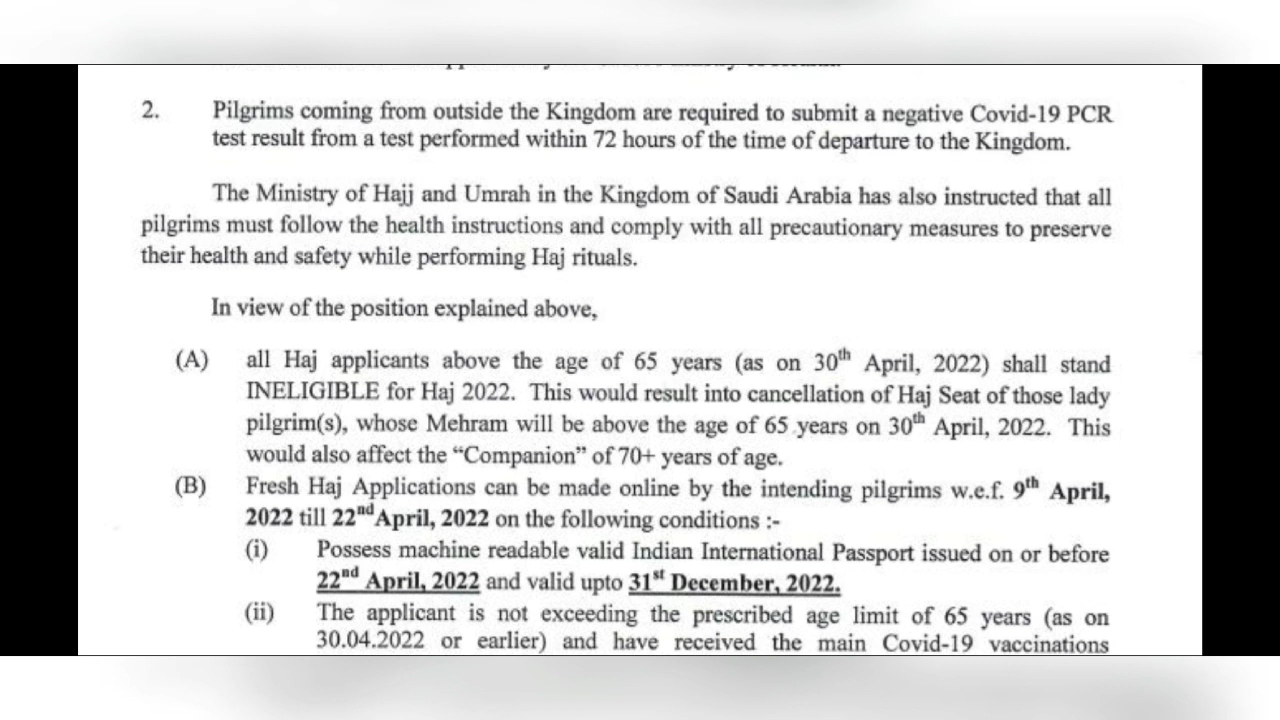 2. Pilgrims coming from outside the Kingdom are required to submit a negative Covid-19 PCR
test result from a test performed within 72 hours of the time of departure to the Kingdom.
The Ministry of Hajj and Umrah in the Kingdom of Saudi Arabia has also instructed that all
pilgrims must follow the health instructions and comply with all precautionary measures to preserve
their health and safety while performing Haj rituals.
In view of the position explained above,
(A) all Haj applicants above the age of 65 years (as on 30th April, 2022) shall stand
INELIGIBLE for Haj 2022. This would result into cancellation of Haj Seat of those lady
pilgrim(s), whose Mehram will be above the age of 65 years on 30th April, 2022. This
would also affect the “Companion” of 70+ years of age.
(B) Fresh Haj Applications can be made online by the intending pilgrims w.e.f. 9th April,
2022 till 22nd April, 2022 on the following conditions :-
(i) Possess machine readable valid Indian International Passport issued on or before
22nd April, 2022 and valid upto 31st December, 2022.
(ii) The applicant is not exceeding the prescribed age limit of 65 years (as on
30.04.2022 or earlier) and have received the main Covid-19 vaccinations